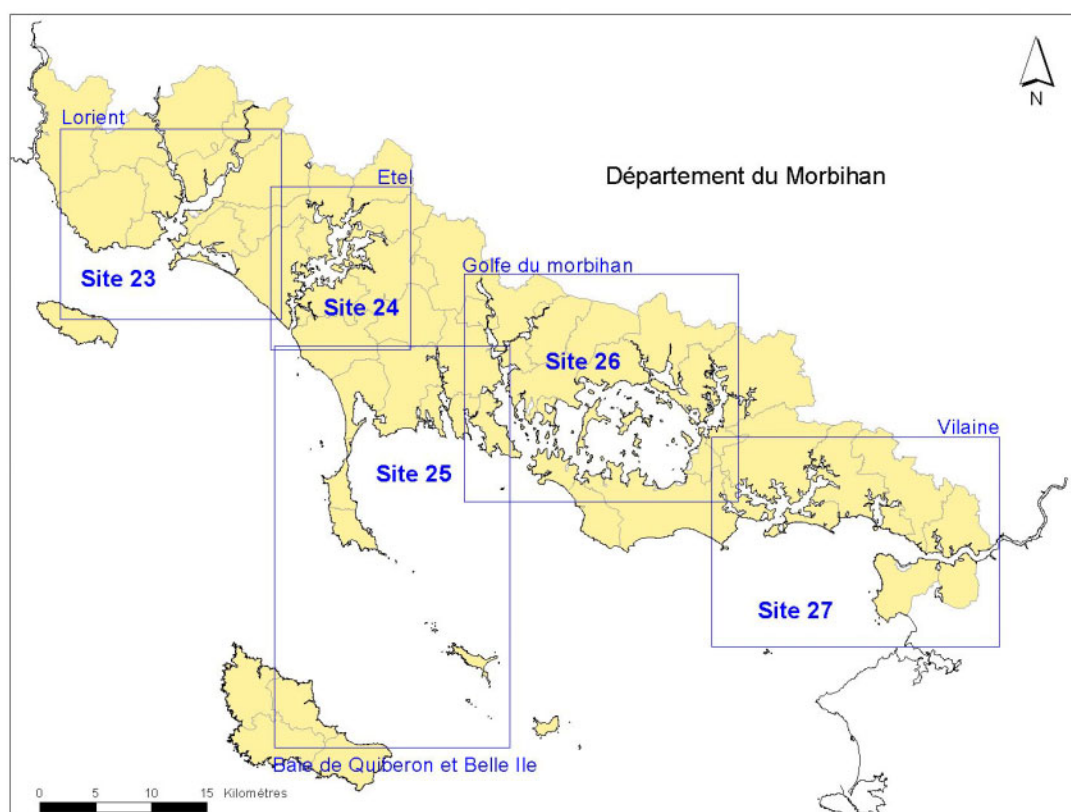 Lorient
N
Département du Morbihan
Etel
Golfe du morbihan
Site 23
Site 24
Site 26
Vilaine
Site 25
Site 27
Baie de Quiberon et Belle Ile
0 5 10 15 Kilométres